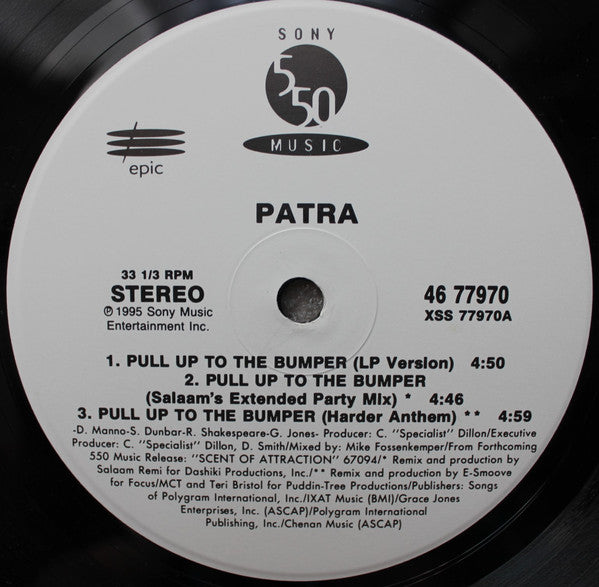 SONY
550
MUSIC
epic
PATRA
33 1/3 RPM
STEREO
℗ 1995 Sony Music
Entertainment Inc.
46 77970
XSS 77970A
1. PULL UP TO THE BUMPER (LP Version) 4:50
2. PULL UP TO THE BUMPER
(Salaam's Extended Party Mix) * 4:46
3. PULL UP TO THE BUMPER (Harder Anthem) ** 4:59
-D. Manno-S. Dunbar-R. Shakespeare-G. Jones- Producer: C. "Specialist" Dillon/Executive
Producer: C. "Specialist" Dillon, D. Smith/Mixed by: Mike Fossenkemper/From Forthcoming
550 Music Release: "SCENT OF ATTRACTION" 67094/* Remix and production by
Salaam Remi for Dashiki Productions, Inc./** Remix and production by E-Smoove
for Focus/MCT and Teri Bristol for Puddin-Tree Productions/Publishers: Songs
of Polygram International, Inc./IXAT Music (BMI)/Grace Jones
Enterprises, Inc. (ASCAP)/Polygram International
Publishing, Inc./Chenan Music (ASCAP)